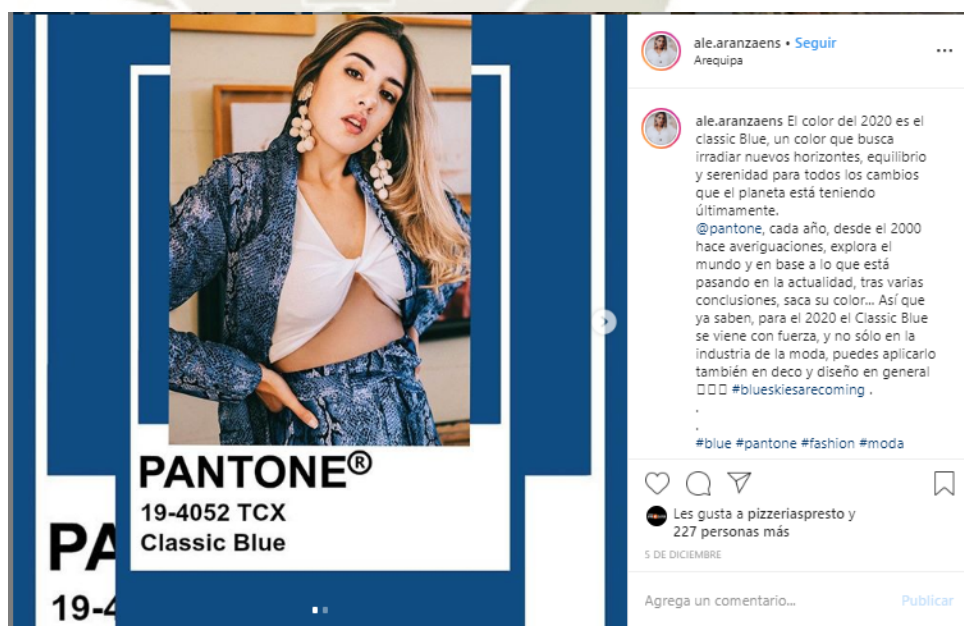 PANTONE®
19-4052 TCX
Classic Blue
PA
19-4
ale.aranzaens • Seguir
Arequipa
ale.aranzaens El color del 2020 es el
classic Blue, un color que busca
irradiar nuevos horizontes, equilibrio
y serenidad para todos los cambios
que el planeta está teniendo
últimamente.
@pantone, cada año, desde el 2000
hace averiguaciones, explora el
mundo y en base a lo que está
pasando en la actualidad, tras varias
conclusiones, saca su color... Así que
ya saben, para el 2020 el Classic Blue
se viene con fuerza, y no sólo en la
industria de la moda, puedes aplicarlo
también en deco y diseño en general
#blueskiesarecoming .
.
.
#blue #pantone #fashion #moda
Les gusta a pizzeriaspresto y
227 personas más
5 DE DICIEMBRE
Agrega un comentario...
Publicar